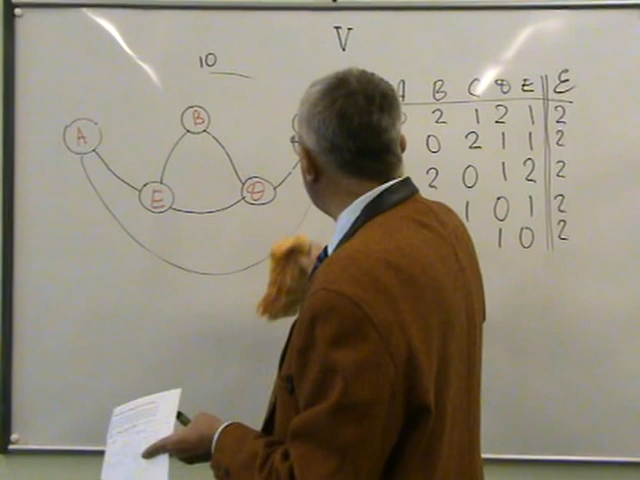 V
10
A B C D E Ɛ
2 1 2 1 2
0 2 1 1 2
2 0 1 2 2
1 0 1 2
1 0 2
A
B
E
D